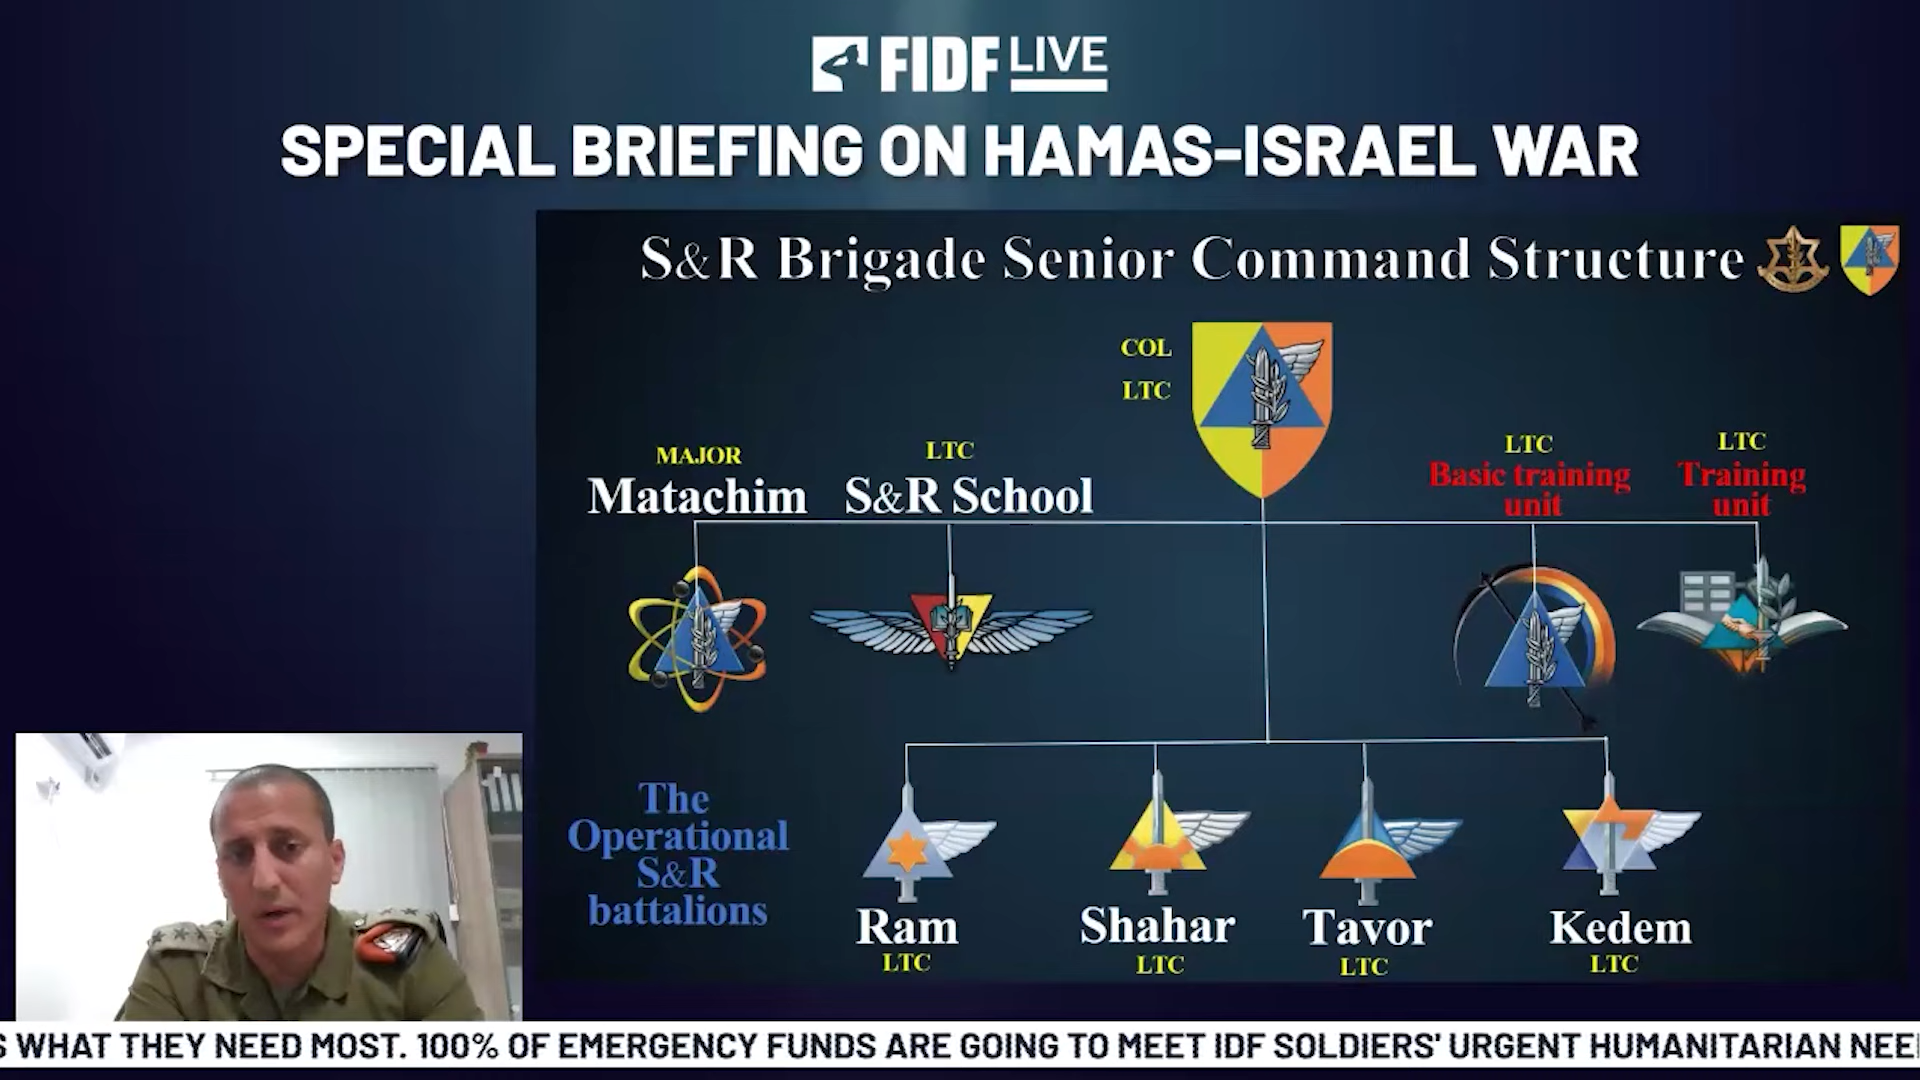 FIDF LIVE
SPECIAL BRIEFING ON HAMAS-ISRAEL WAR
S&R Brigade Senior Command Structure
COL
LTC
MAJOR
Matachim
LTC
S&R School
LTC
Basic training
unit
LTC
Training
unit
The
Operational
S&R
battalions
Ram
LTC
Shahar
LTC
Tavor
LTC
Kedem
LTC
S WHAT THEY NEED MOST. 100% OF EMERGENCY FUNDS ARE GOING TO MEET IDF SOLDIERS' URGENT HUMANITARIAN NEE